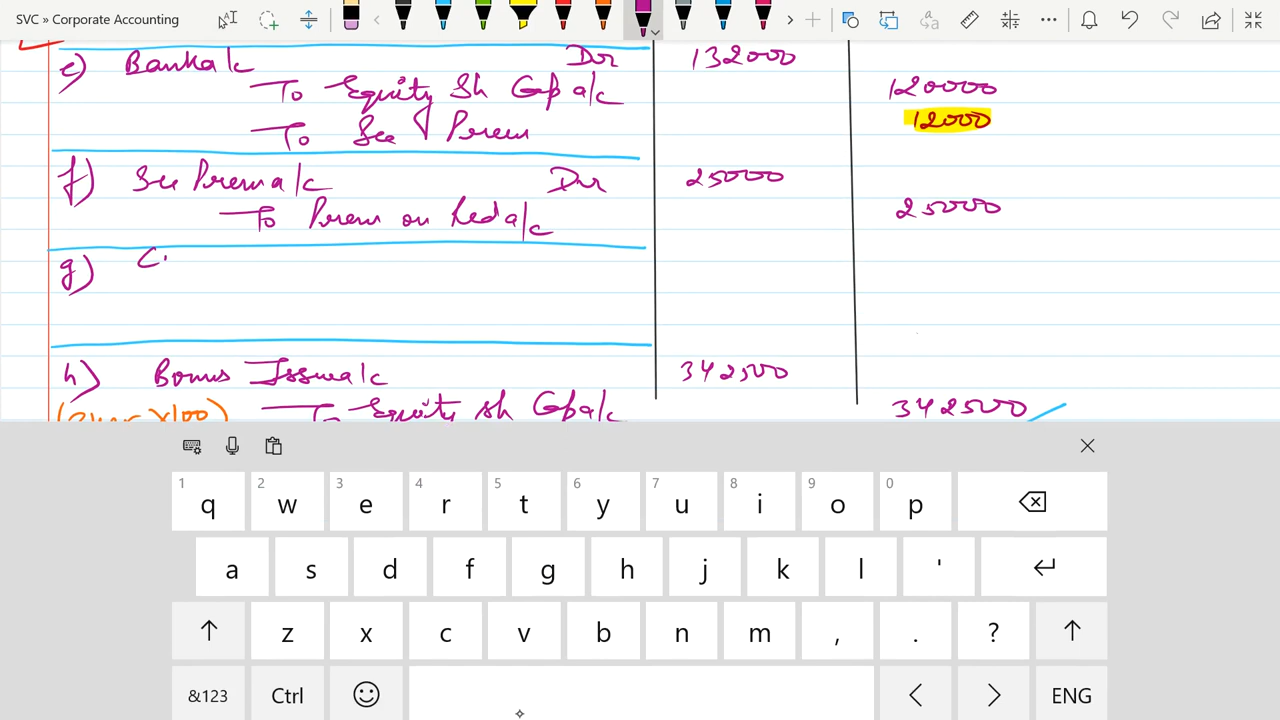 SVC » Corporate Accounting
e) Bank a/c Dr 132000
To Equity Sh Cap a/c 120000
To Sec Prem 12000
f) Sec Prem a/c Dr 25000
To Prem on Red a/c 25000
g) C
h) Bonus Issue a/c 342500
To Equity sh Cap a/c 342500
1 2 3 4 5 6 7 8 9 0
q w e r t y u i o p
a s d f g h j k l '
z x c v b n m , . ?
&123 Ctrl ENG